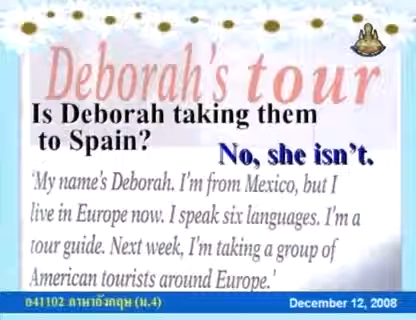 Deborah's tour
Is Deborah taking them
to Spain?
No, she isn't.
'My name's Deborah. I'm from Mexico, but I
live in Europe now. I speak six languages. I'm a
tour guide. Next week, I'm taking a group of
American tourists around Europe.'
อ41102 ภาษาอังกฤษ (ม.4)
December 12, 2008